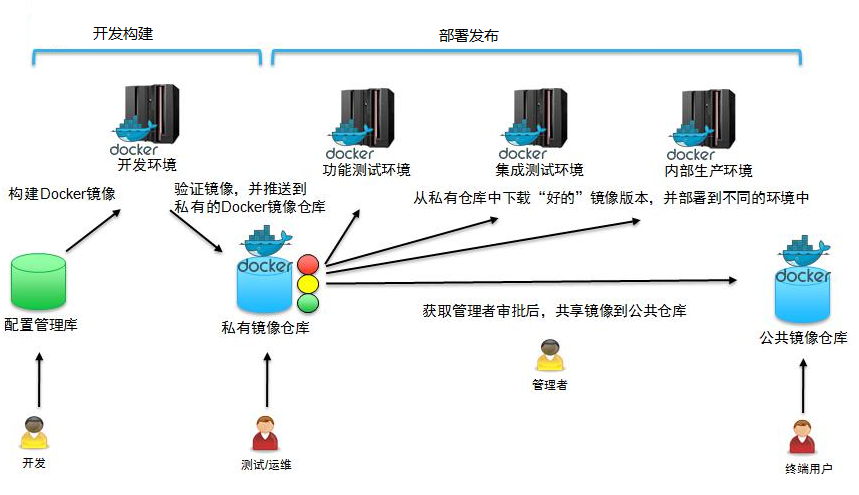 开发构建
部署发布
docker
docker
docker
docker
开发环境
功能测试环境
集成测试环境
内部生产环境
构建Docker镜像
验证镜像，并推送到
私有的Docker镜像仓库
从私有仓库中下载“好的”镜像版本，并部署到不同的环境中
docker
docker
配置管理库
私有镜像仓库
获取管理者审批后，共享镜像到公共仓库
公共镜像仓库
管理者
开发
测试/运维
终端用户